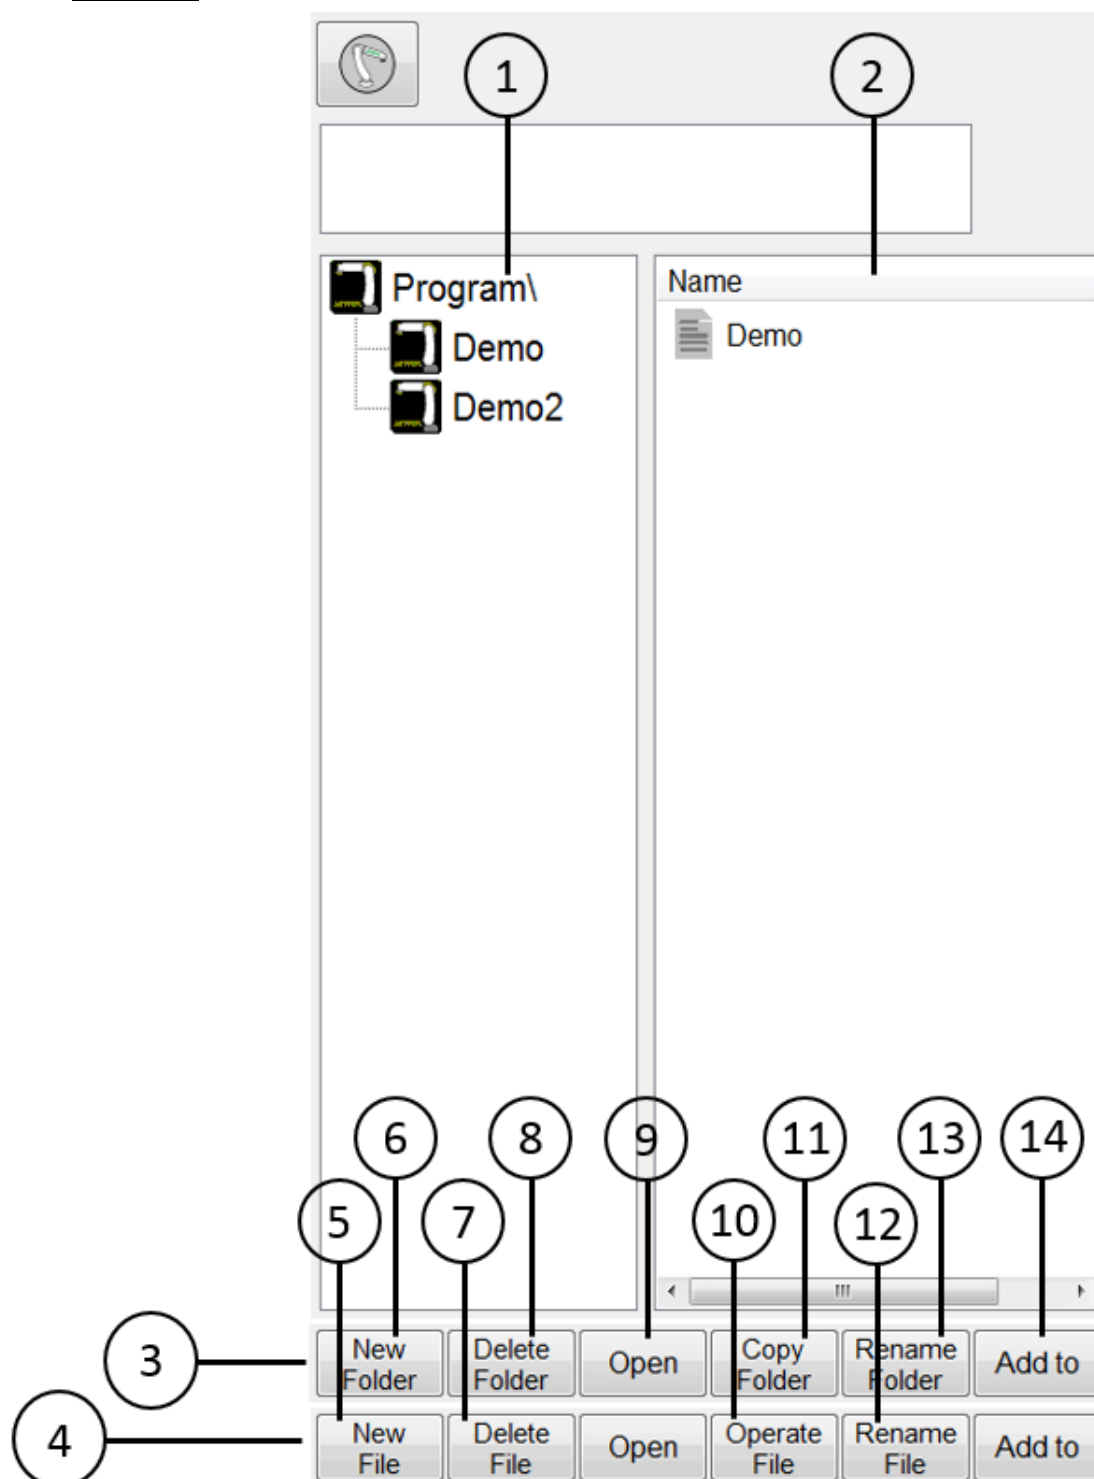 1
2
Program\
Demo
Demo2
Name
Demo
6
8
9
11
13
14
5
7
10
12
3
New
Folder
Delete
Folder
Open
Copy
Folder
Rename
Folder
Add to
4
New
File
Delete
File
Open
Operate
File
Rename
File
Add to